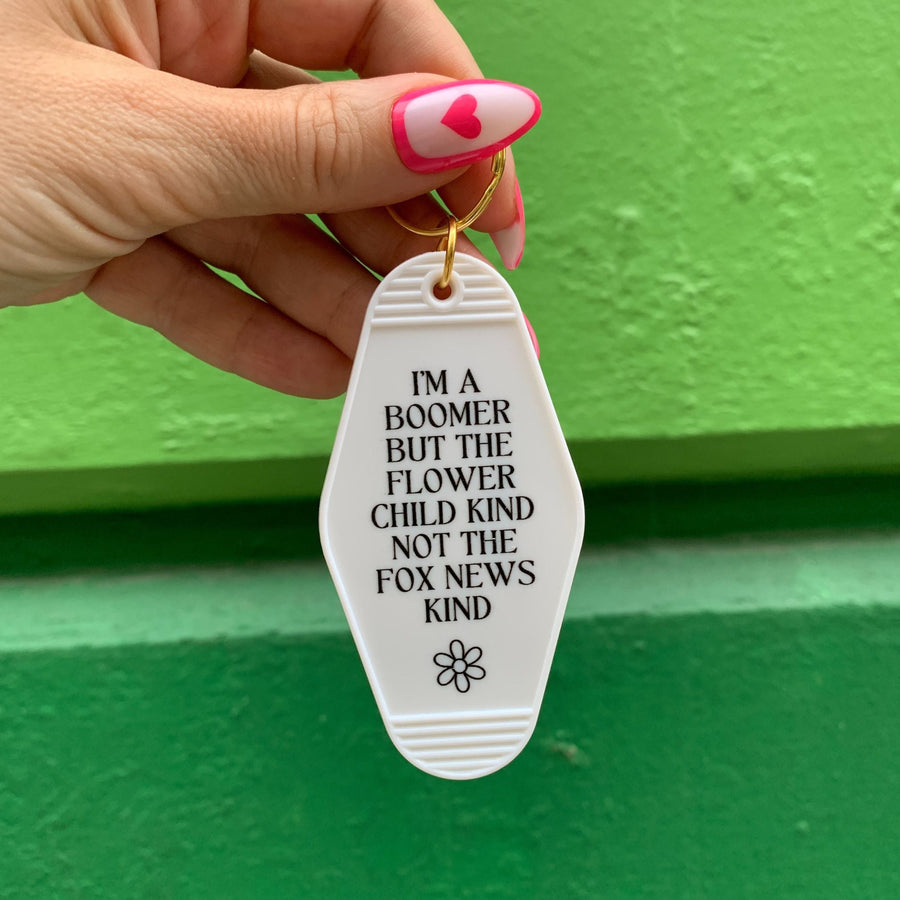 I'M A
BOOMER
BUT THE
FLOWER
CHILD KIND
NOT THE
FOX NEWS
KIND